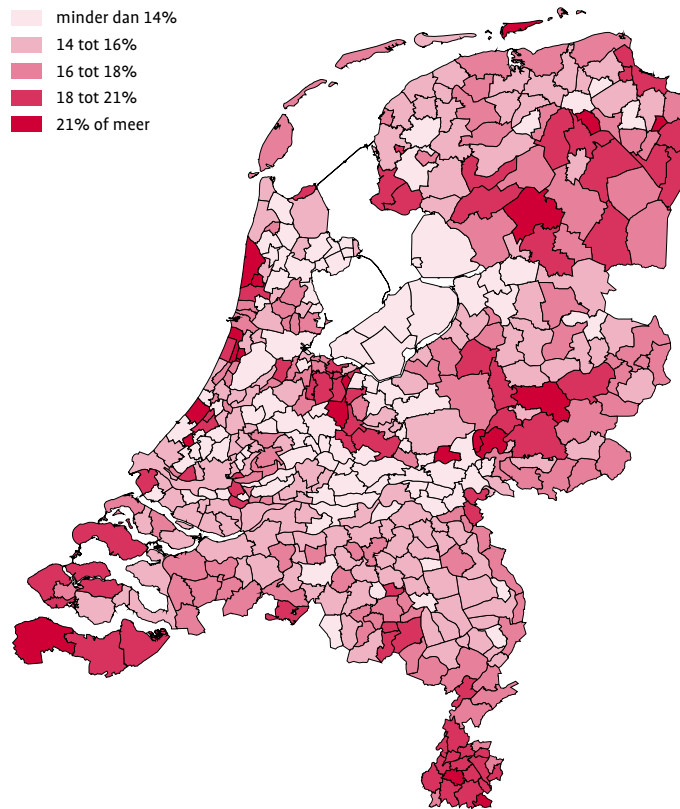 minder dan 14%
14 tot 16%
16 tot 18%
18 tot 21%
21% of meer